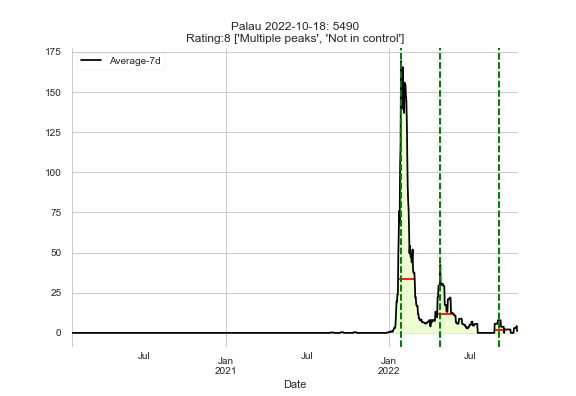 Palau 2022-10-18: 5490
Rating:8 ['Multiple peaks', 'Not in control']
Average-7d
175
150
125
100
75
50
25
0
Jul
Jan
2021
Jul
Jan
2022
Jul
Date